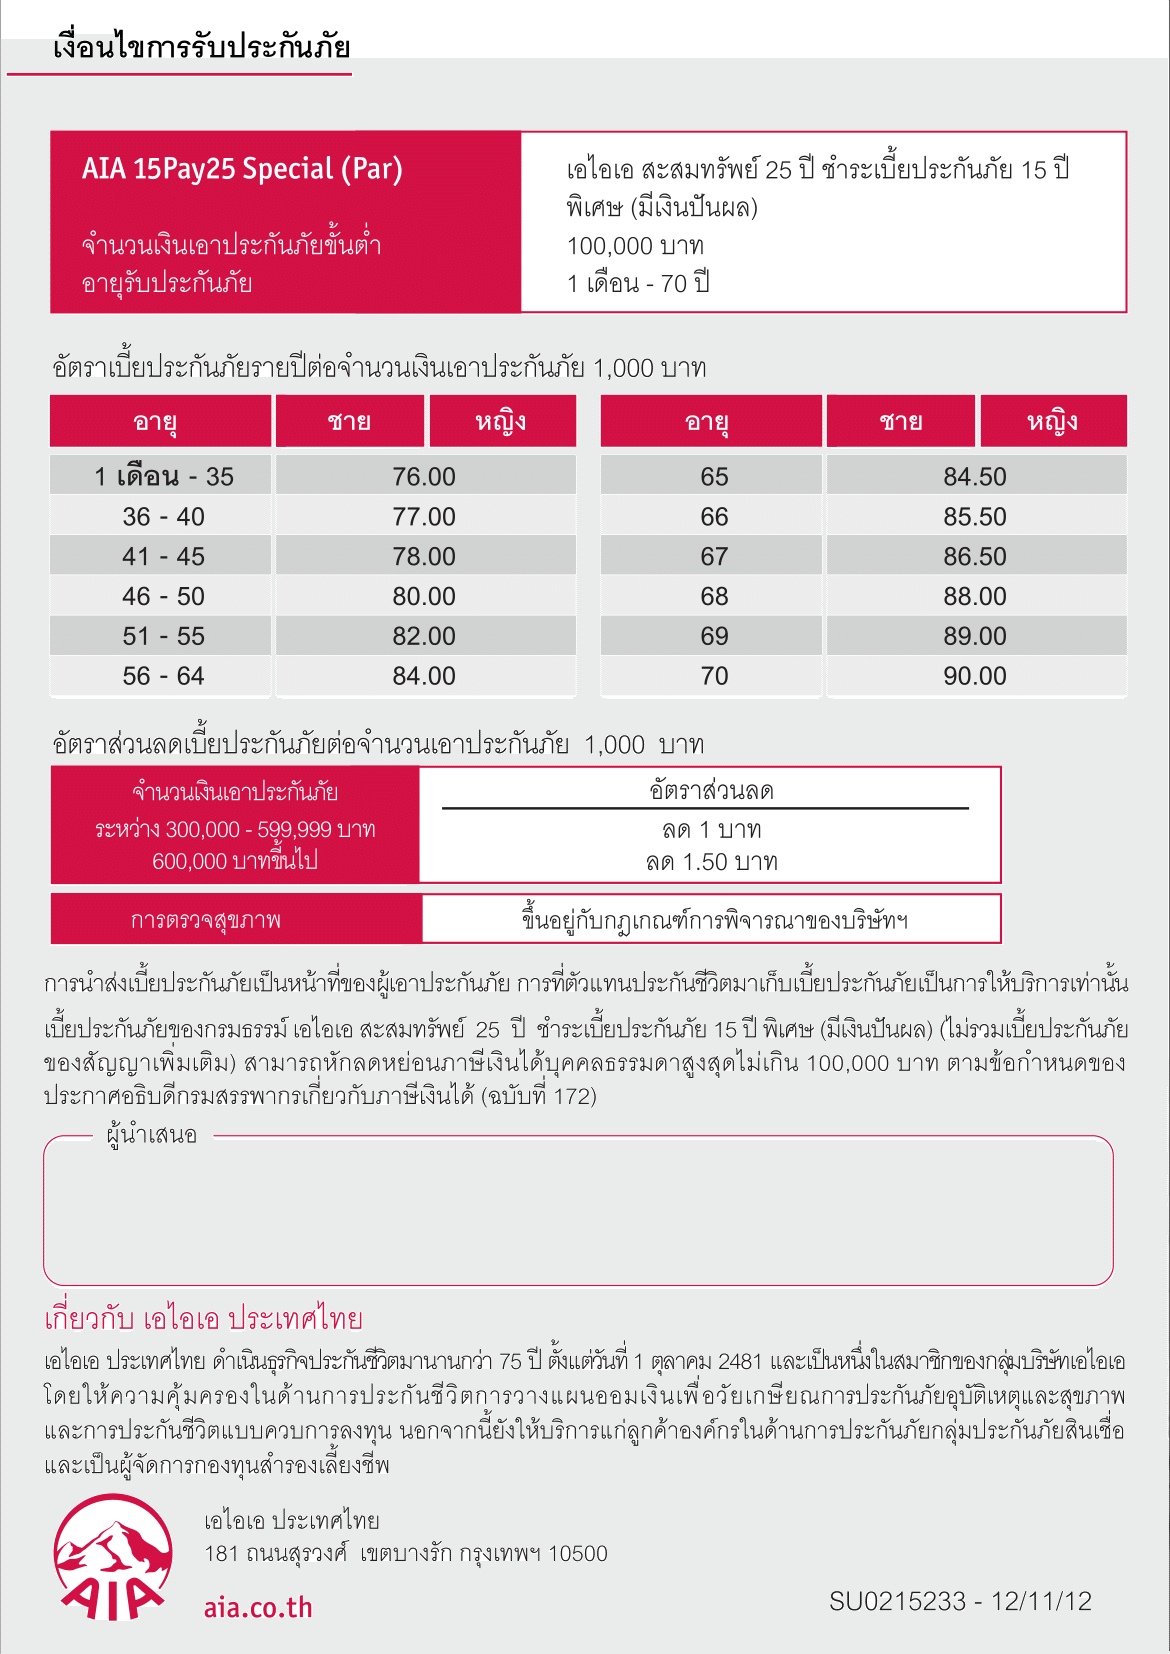 เงื่อนไขการรับประกันภัย
AIA 15Pay25 Special (Par)
เอไอเอ สะสมทรัพย์ 25 ปี ชำระเบี้ยประกันภัย 15 ปี
พิเศษ (มีเงินปันผล)
จำนวนเงินเอาประกันภัยขั้นต่ำ 100,000 บาท
อายุรับประกันภัย 1 เดือน - 70 ปี
อัตราเบี้ยประกันภัยรายปีต่อจำนวนเงินเอาประกันภัย 1,000 บาท
อายุ ชาย หญิง อายุ ชาย หญิง
1 เดือน - 35 76.00 65 84.50
36 - 40 77.00 66 85.50
41 - 45 78.00 67 86.50
46 - 50 80.00 68 88.00
51 - 55 82.00 69 89.00
56 - 64 84.00 70 90.00
อัตราส่วนลดเบี้ยประกันภัยต่อจำนวนเอาประกันภัย 1,000 บาท
จำนวนเงินเอาประกันภัย อัตราส่วนลด
ระหว่าง 300,000 - 599,999 บาท ลด 1 บาท
600,000 บาทขึ้นไป ลด 1.50 บาท
การตรวจสุขภาพ ขึ้นอยู่กับกฎเกณฑ์การพิจารณาของบริษัทฯ
การนำส่งเบี้ยประกันภัยเป็นหน้าที่ของผู้เอาประกันภัย การที่ตัวแทนประกันชีวิตมาเก็บเบี้ยประกันภัยเป็นการให้บริการเท่านั้น
เบี้ยประกันภัยของกรมธรรม์ เอไอเอ สะสมทรัพย์ 25 ปี ชำระเบี้ยประกันภัย 15 ปี พิเศษ (มีเงินปันผล) (ไม่รวมเบี้ยประกันภัย
ของสัญญาเพิ่มเติม) สามารถหักลดหย่อนภาษีเงินได้บุคคลธรรมดาสูงสุดไม่เกิน 100,000 บาท ตามข้อกำหนดของ
ประกาศอธิบดีกรมสรรพากรเกี่ยวกับภาษีเงินได้ (ฉบับที่ 172)
ผู้นำเสนอ
เกี่ยวกับ เอไอเอ ประเทศไทย
เอไอเอ ประเทศไทย ดำเนินธุรกิจประกันชีวิตมานานกว่า 75 ปี ตั้งแต่วันที่ 1 ตุลาคม 2481 และเป็นหนึ่งในสมาชิกของกลุ่มบริษัทเอไอเอ
โดยให้ความคุ้มครองในด้านการประกันชีวิตการวางแผนออมเงินเพื่อวัยเกษียณการประกันภัยอุบัติเหตุและสุขภาพ
และการประกันชีวิตแบบควบการลงทุน นอกจากนี้ยังให้บริการแก่ลูกค้าองค์กรในด้านการประกันภัยกลุ่มประกันภัยสินเชื่อ
และเป็นผู้จัดการกองทุนสำรองเลี้ยงชีพ
AIA
เอไอเอ ประเทศไทย
181 ถนนสุรวงศ์ เขตบางรัก กรุงเทพฯ 10500
aia.co.th
SU0215233 - 12/11/12